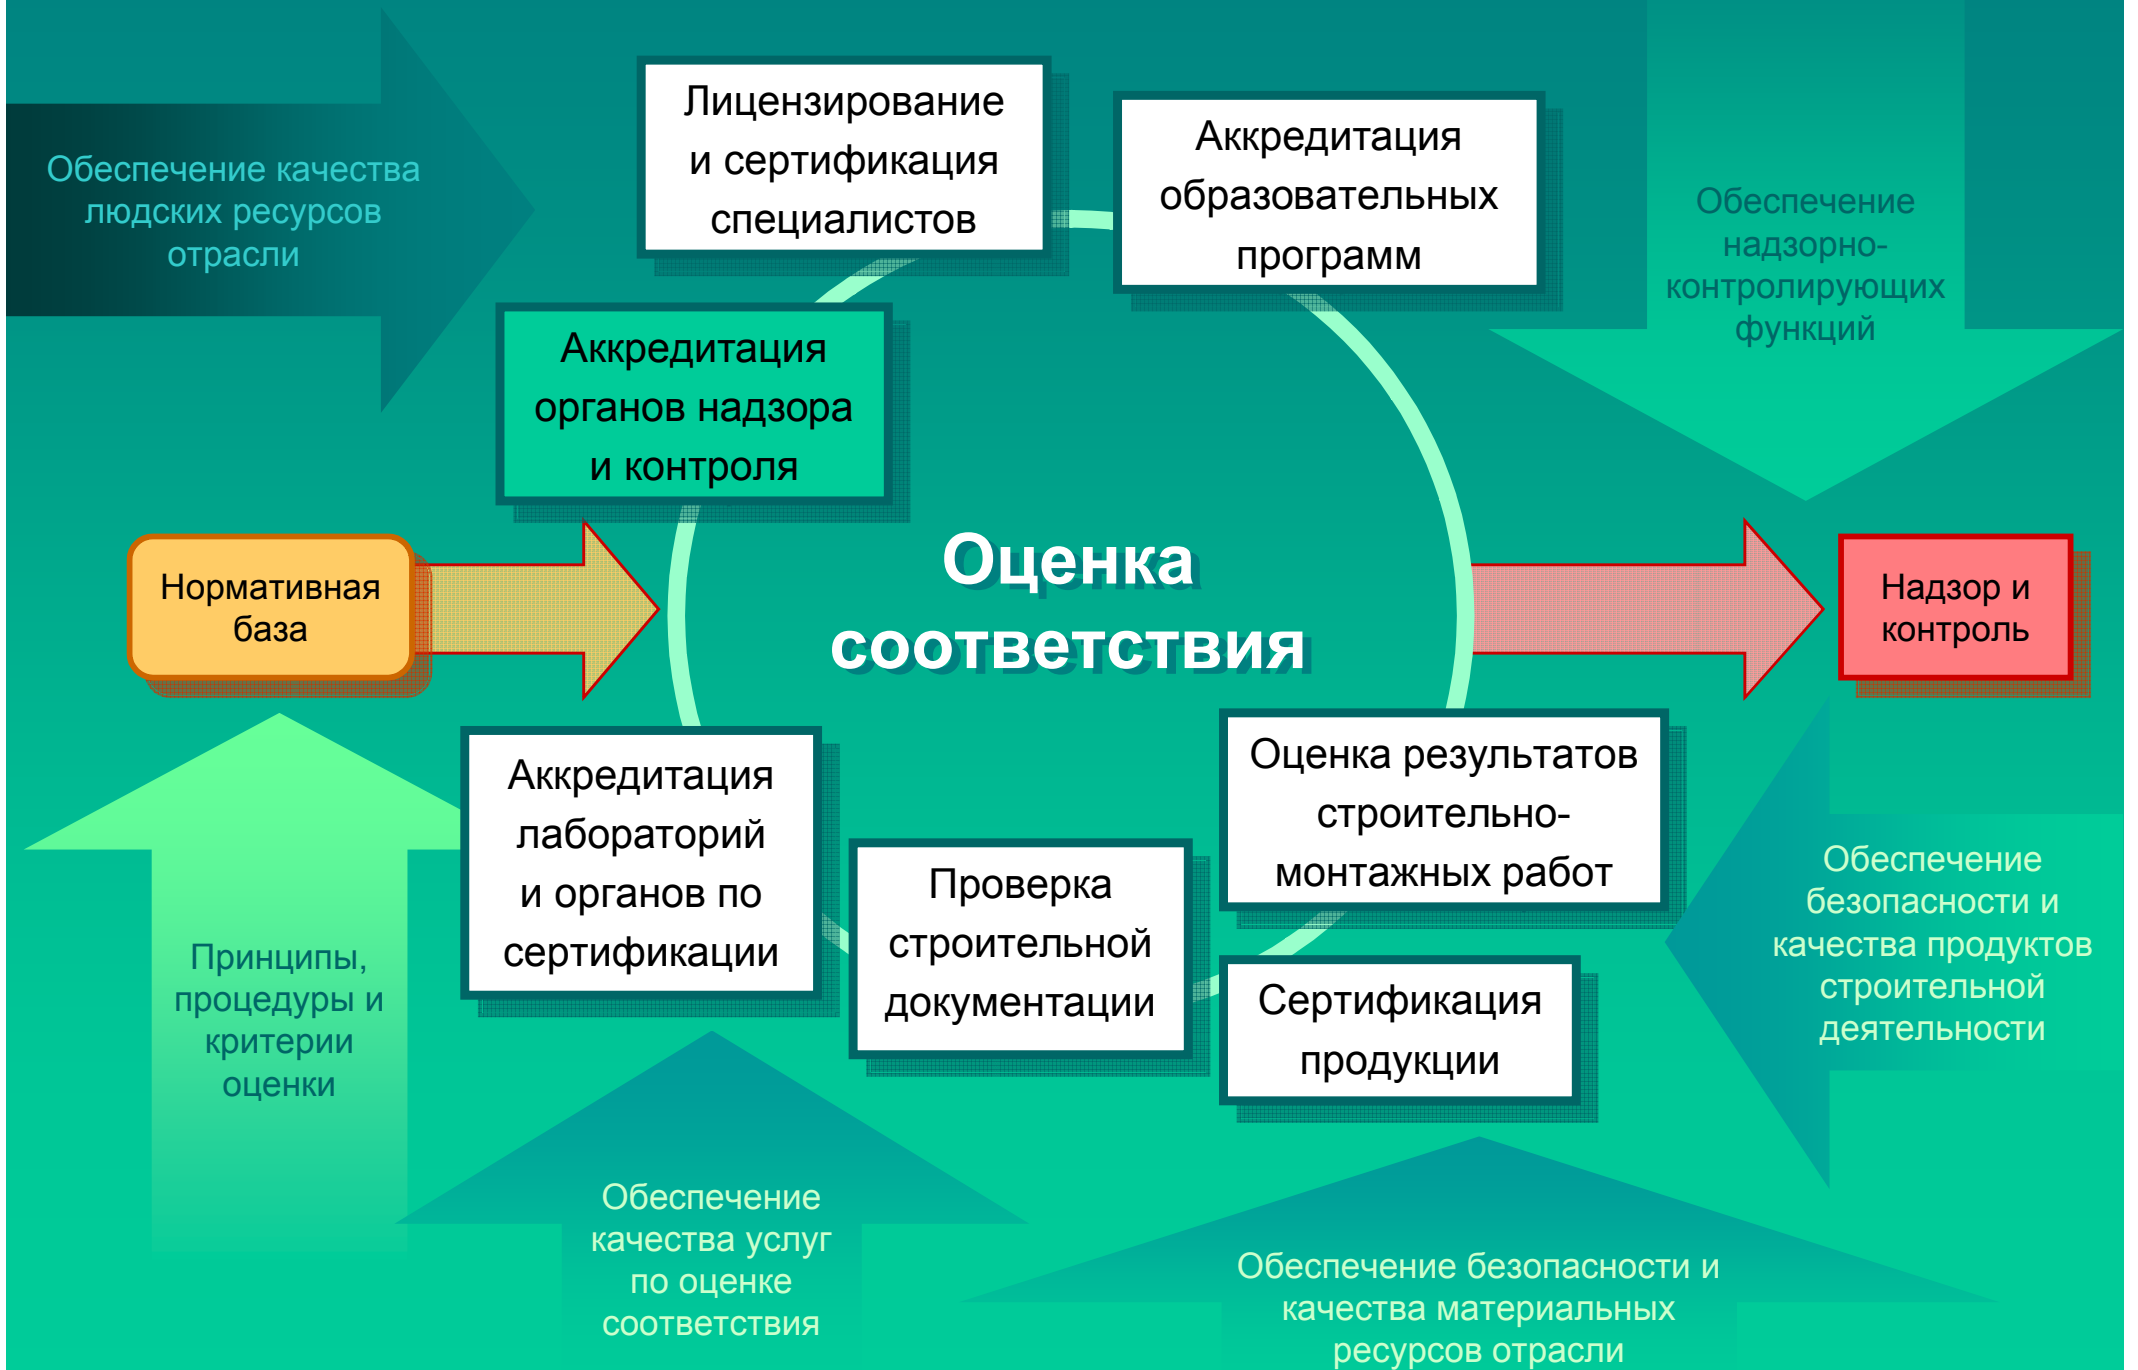 Обеспечение качества
людских ресурсов
отрасли
Лицензирование
и сертификация
специалистов
Аккредитация
образовательных
программ
Обеспечение
надзорно-
контролирующих
функций
Аккредитация
органов надзора
и контроля
Нормативная
база
Оценка
соответствия
Надзор и
контроль
Аккредитация
лабораторий
и органов по
сертификации
Проверка
строительной
документации
Оценка результатов
строительно-
монтажных работ
Сертификация
продукции
Обеспечение
безопасности и
качества продуктов
строительной
деятельности
Принципы,
процедуры и
критерии
оценки
Обеспечение
качества услуг
по оценке
соответствия
Обеспечение безопасности и
качества материальных
ресурсов отрасли